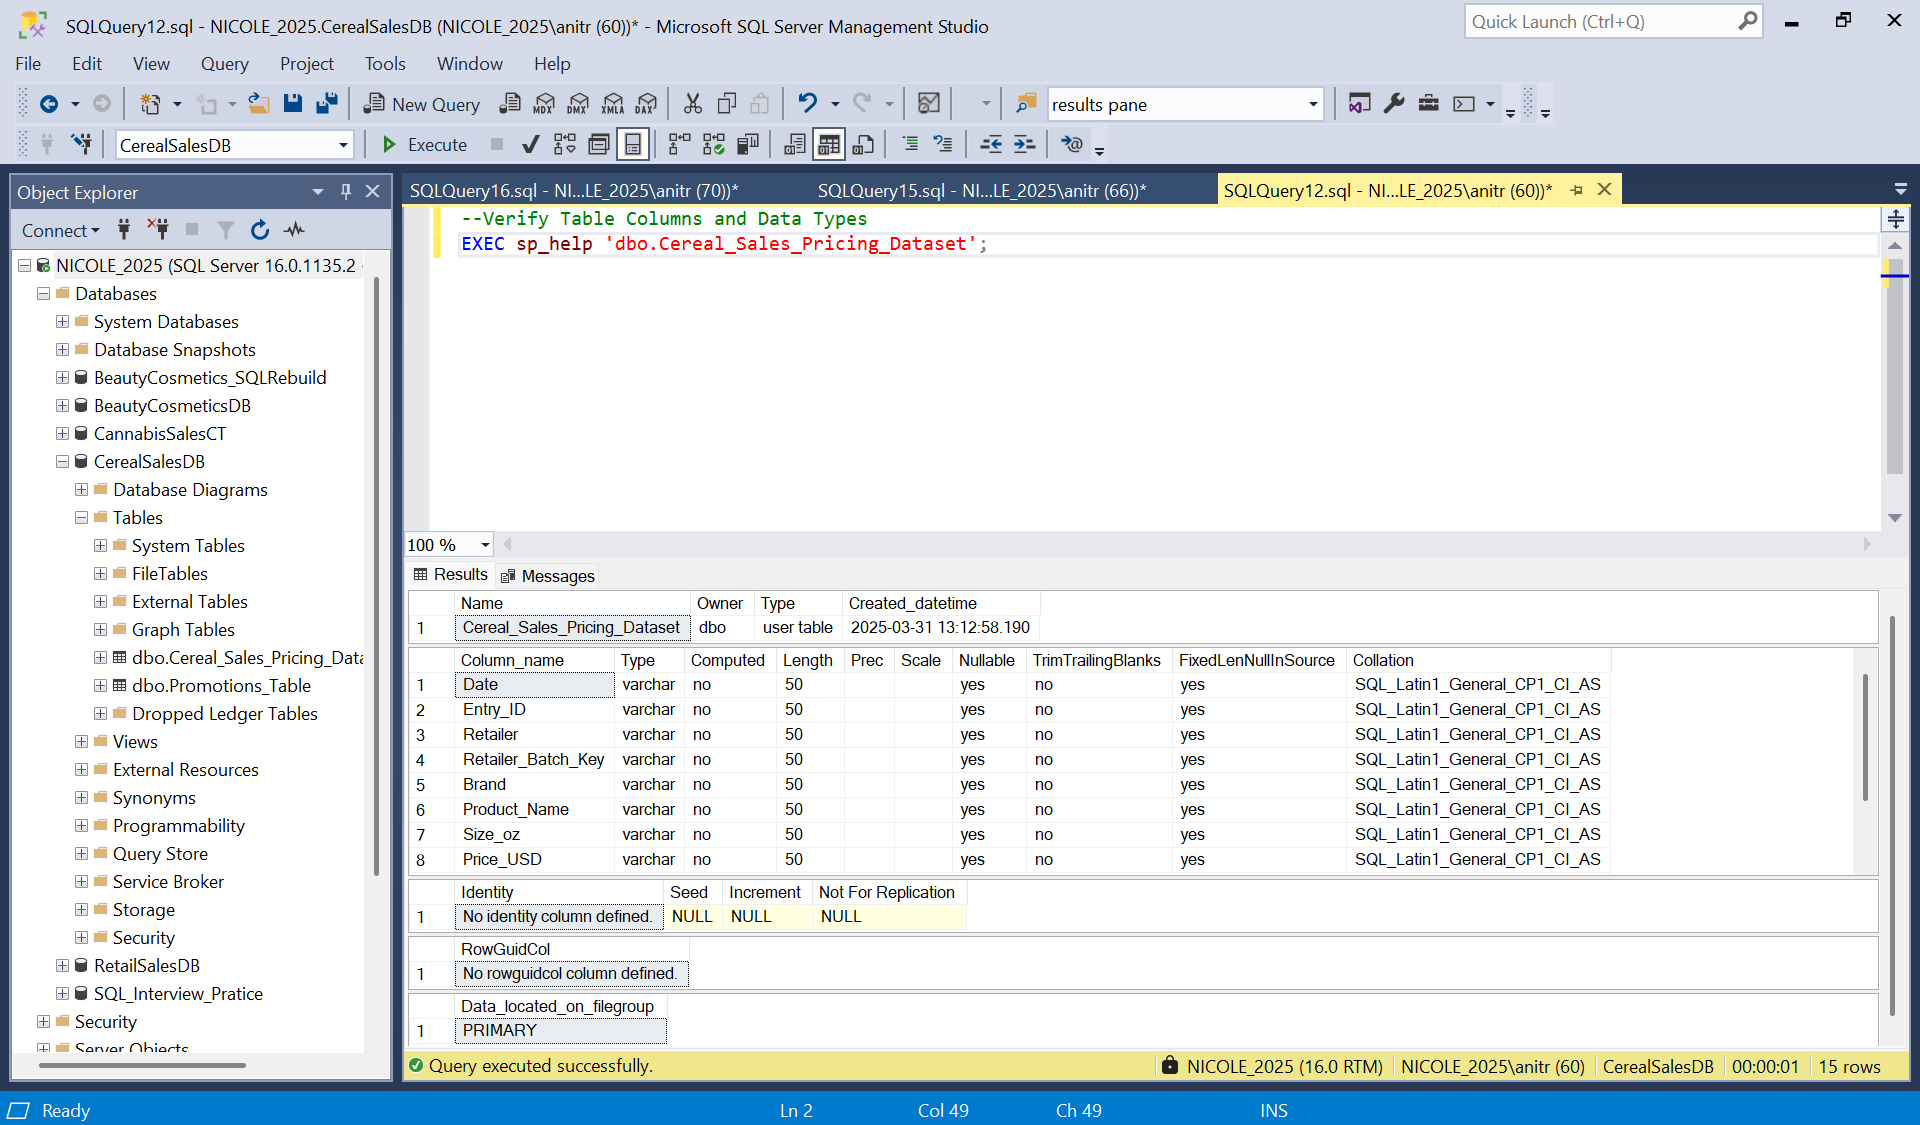 SQLQuery12.sql - NICOLE_2025.CerealSalesDB (NICOLE_2025\anitr (60))* - Microsoft SQL Server Management Studio
Quick Launch (Ctrl+Q)
File Edit View Query Project Tools Window Help
New Query MDX DMX XMLA DAX results pane
CerealSalesDB Execute
Object Explorer
Connect
NICOLE_2025 (SQL Server 16.0.1135.2 -
Databases
System Databases
Database Snapshots
BeautyCosmetics_SQLRebuild
BeautyCosmeticsDB
CannabisSalesCT
CerealSalesDB
Database Diagrams
Tables
System Tables
FileTables
External Tables
Graph Tables
dbo.Cereal_Sales_Pricing_Data
dbo.Promotions_Table
Dropped Ledger Tables
Views
External Resources
Synonyms
Programmability
Query Store
Service Broker
Storage
Security
RetailSalesDB
SQL_Interview_Pratice
Security
Server Objects
SQLQuery16.sql - NI...LE_2025\anitr (70))* SQLQuery15.sql - NI...LE_2025\anitr (66))* SQLQuery12.sql - NI...LE_2025\anitr (60))*
--Verify Table Columns and Data Types
EXEC sp_help 'dbo.Cereal_Sales_Pricing_Dataset';
100 %
Results Messages
Name Owner Type Created_datetime
1 Cereal_Sales_Pricing_Dataset dbo user table 2025-03-31 13:12:58.190
Column_name Type Computed Length Prec Scale Nullable TrimTrailingBlanks FixedLenNullInSource Collation
1 Date varchar no 50 yes no yes SQL_Latin1_General_CP1_CI_AS
2 Entry_ID varchar no 50 yes no yes SQL_Latin1_General_CP1_CI_AS
3 Retailer varchar no 50 yes no yes SQL_Latin1_General_CP1_CI_AS
4 Retailer_Batch_Key varchar no 50 yes no yes SQL_Latin1_General_CP1_CI_AS
5 Brand varchar no 50 yes no yes SQL_Latin1_General_CP1_CI_AS
6 Product_Name varchar no 50 yes no yes SQL_Latin1_General_CP1_CI_AS
7 Size_oz varchar no 50 yes no yes SQL_Latin1_General_CP1_CI_AS
8 Price_USD varchar no 50 yes no yes SQL_Latin1_General_CP1_CI_AS
Identity Seed Increment Not For Replication
1 No identity column defined. NULL NULL NULL
RowGuidCol
1 No rowguidcol column defined.
Data_located_on_filegroup
1 PRIMARY
Query executed successfully. NICOLE_2025 (16.0 RTM) NICOLE_2025\anitr (60) CerealSalesDB 00:00:01 15 rows
Ready Ln 2 Col 49 Ch 49 INS